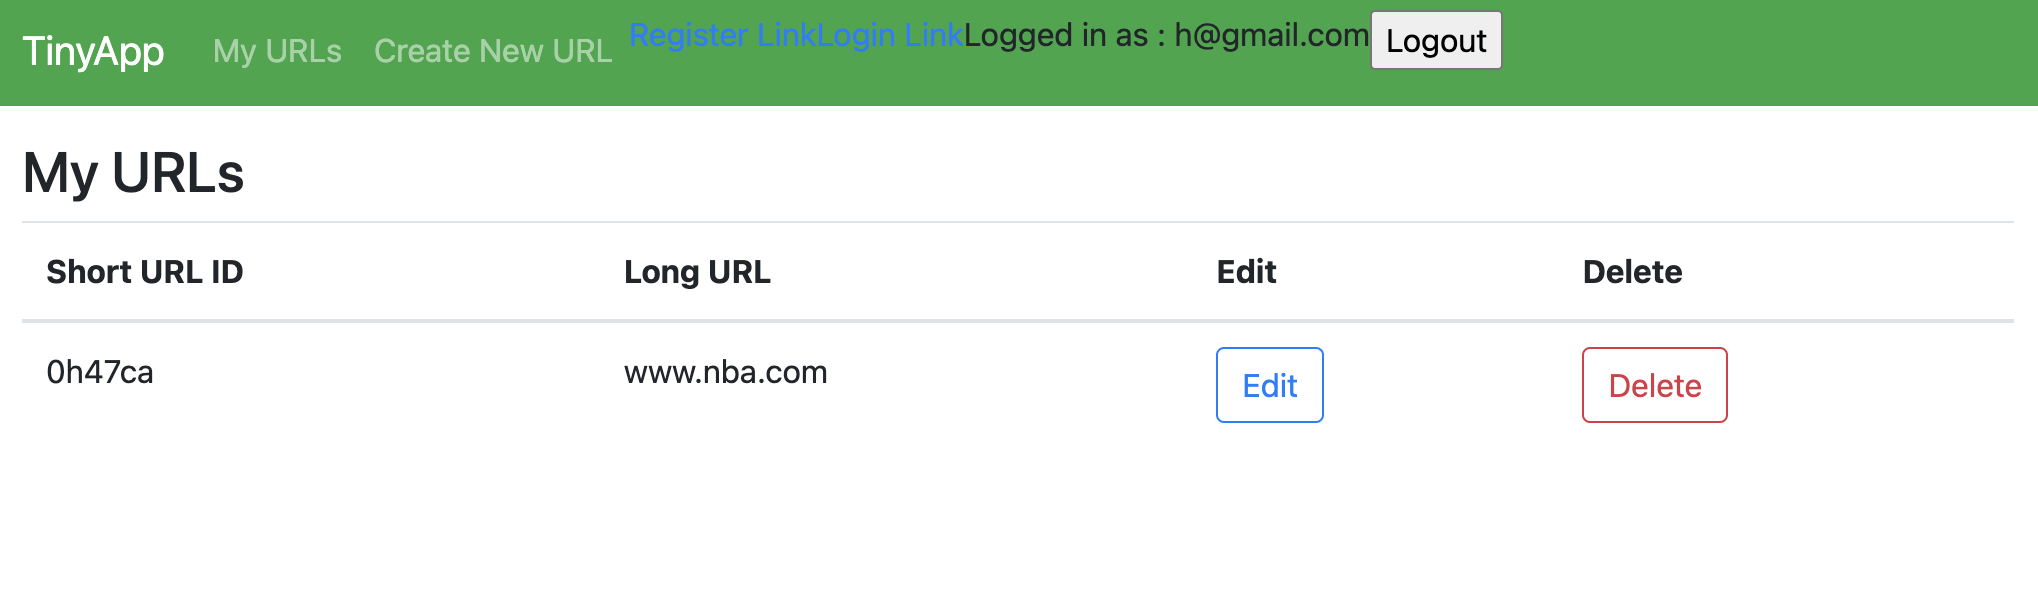 TinyApp My URLs Create New URL Register LinkLogin LinkLogged in as : h@gmail.com Logout
My URLs
Short URL ID Long URL Edit Delete
0h47ca www.nba.com Edit Delete